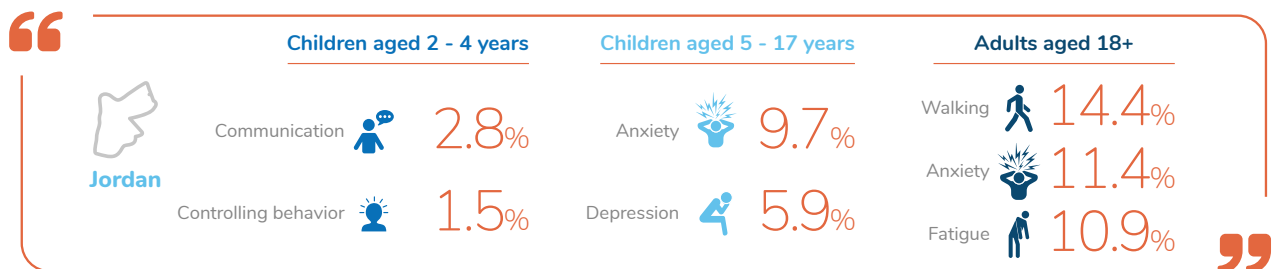 Children aged 2 - 4 years
Communication 2.8%
Controlling behavior 1.5%
Children aged 5 - 17 years
Anxiety 9.7%
Depression 5.9%
Adults aged 18+
Walking 14.4%
Anxiety 11.4%
Fatigue 10.9%
Jordan